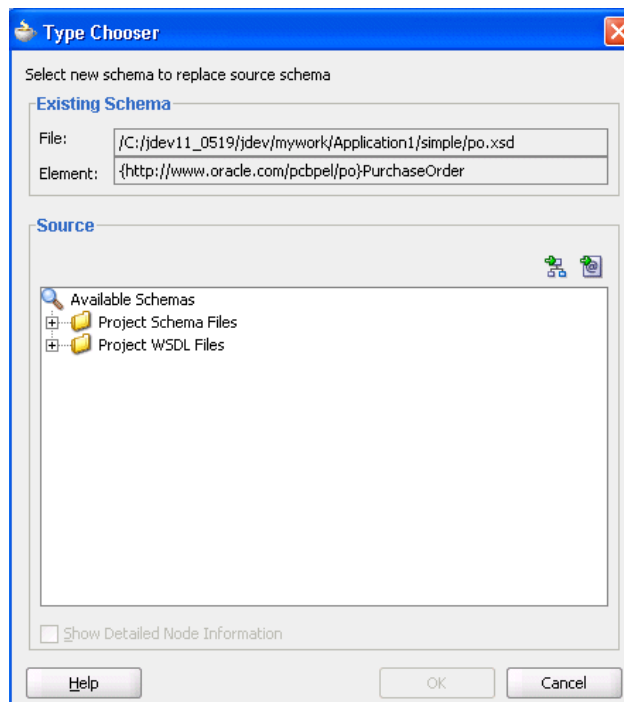 Type Chooser
Select new schema to replace source schema
Existing Schema
File: /C:/jdev11_0519/jdev/mywork/Application1/simple/po.xsd
Element: {http://www.oracle.com/pcbpel/po}PurchaseOrder
Source
Available Schemas
Project Schema Files
Project WSDL Files
Show Detailed Node Information
Help OK Cancel